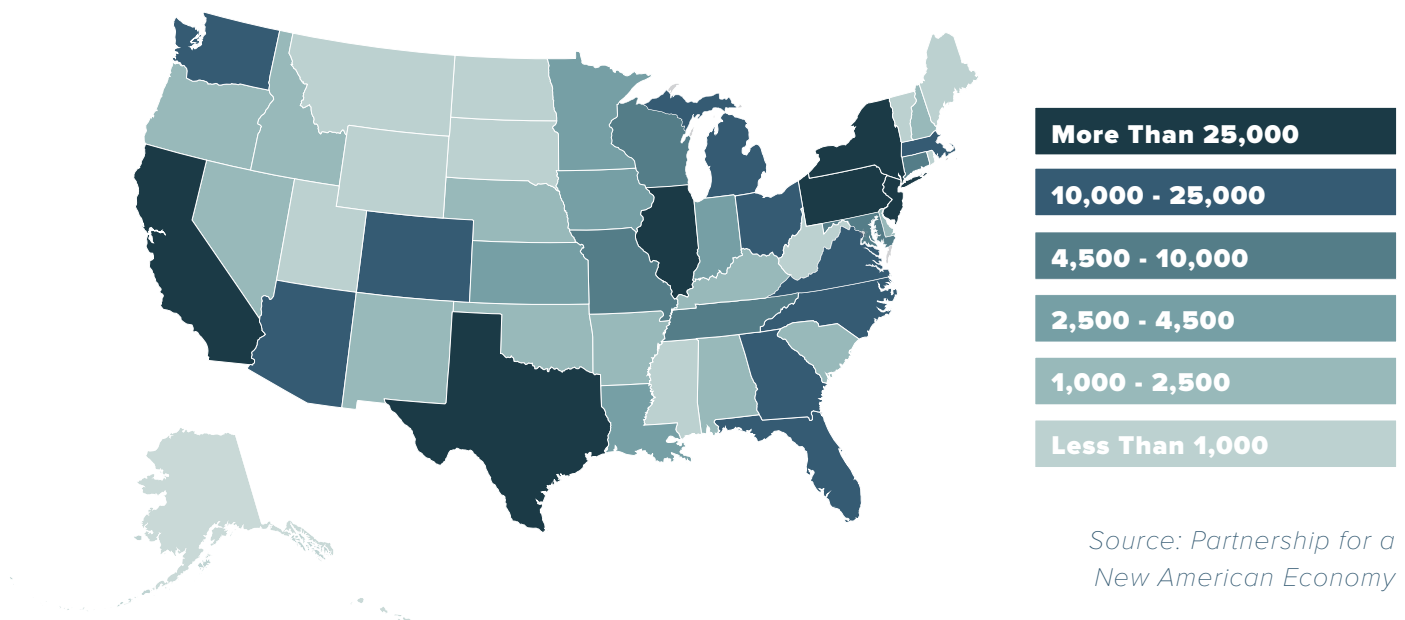 More Than 25,000
10,000 - 25,000
4,500 - 10,000
2,500 - 4,500
1,000 - 2,500
Less Than 1,000
Source: Partnership for a
New American Economy